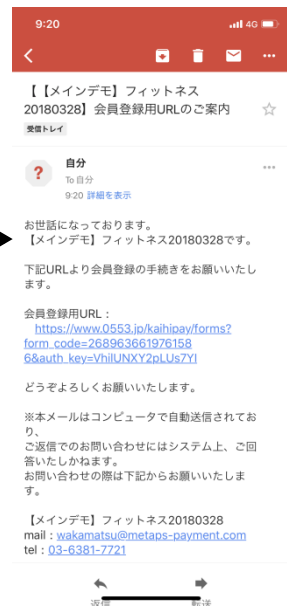 9:20
4G
【【メインデモ】フィットネス
20180328】会員登録用URLのご案内
受信トレイ
?
自分
To 自分
9:20 詳細を表示
お世話になっております。
【メインデモ】フィットネス20180328です。
下記URLより会員登録の手続きをお願いいたし
ます。
会員登録用URL：
https://www.0553.jp/kaihipay/forms?
form_code=268963661976158
6&auth_key=VhilUNXY2pLUs7YI
どうぞよろしくお願いいたします。
※本メールはコンピュータで自動送信されてお
り、
ご返信でのお問い合わせにはシステム上、ご回
答いたしかねます。
お問い合わせの際は下記からお願いいたしま
す。
【メインデモ】フィットネス20180328
mail：wakamatsu@metaps-payment.com
tel：03-6381-7721
返信
転送